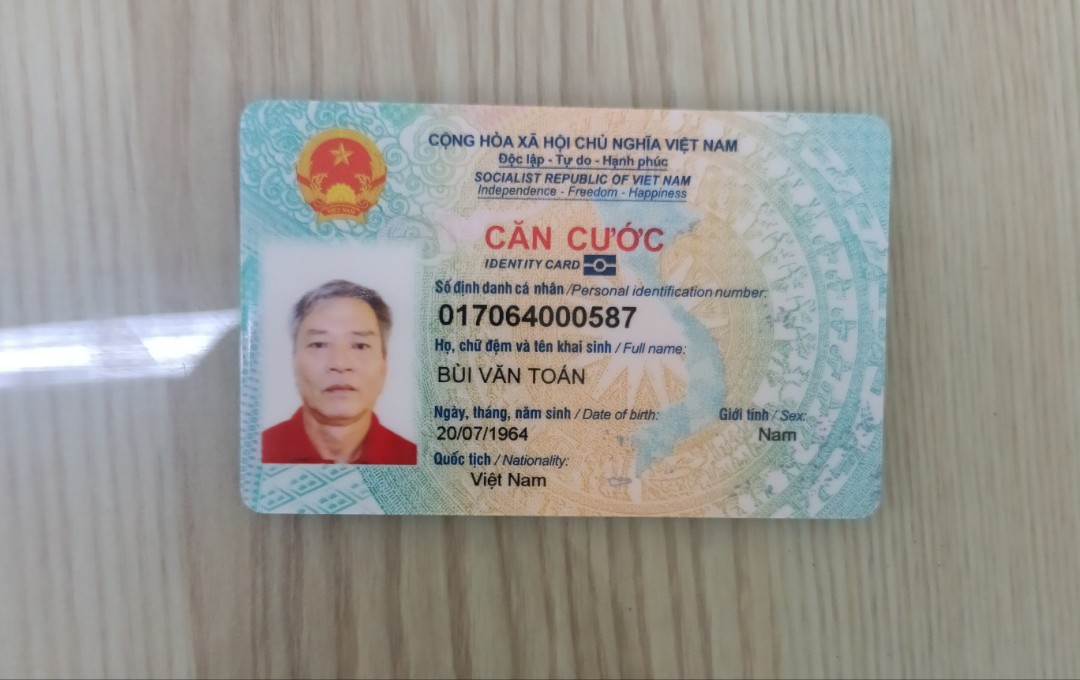 CỘNG HÒA XÃ HỘI CHỦ NGHĨA VIỆT NAM
Độc lập - Tự do - Hạnh phúc
SOCIALIST REPUBLIC OF VIET NAM
Independence - Freedom - Happiness
CĂN CƯỚC
IDENTITY CARD
Số định danh cá nhân /Personal identification number:
017064000587
Họ, chữ đệm và tên khai sinh / Full name:
BÙI VĂN TOÁN
Ngày, tháng, năm sinh / Date of birth: Giới tính / Sex:
20/07/1964 Nam
Quốc tịch / Nationality:
Việt Nam